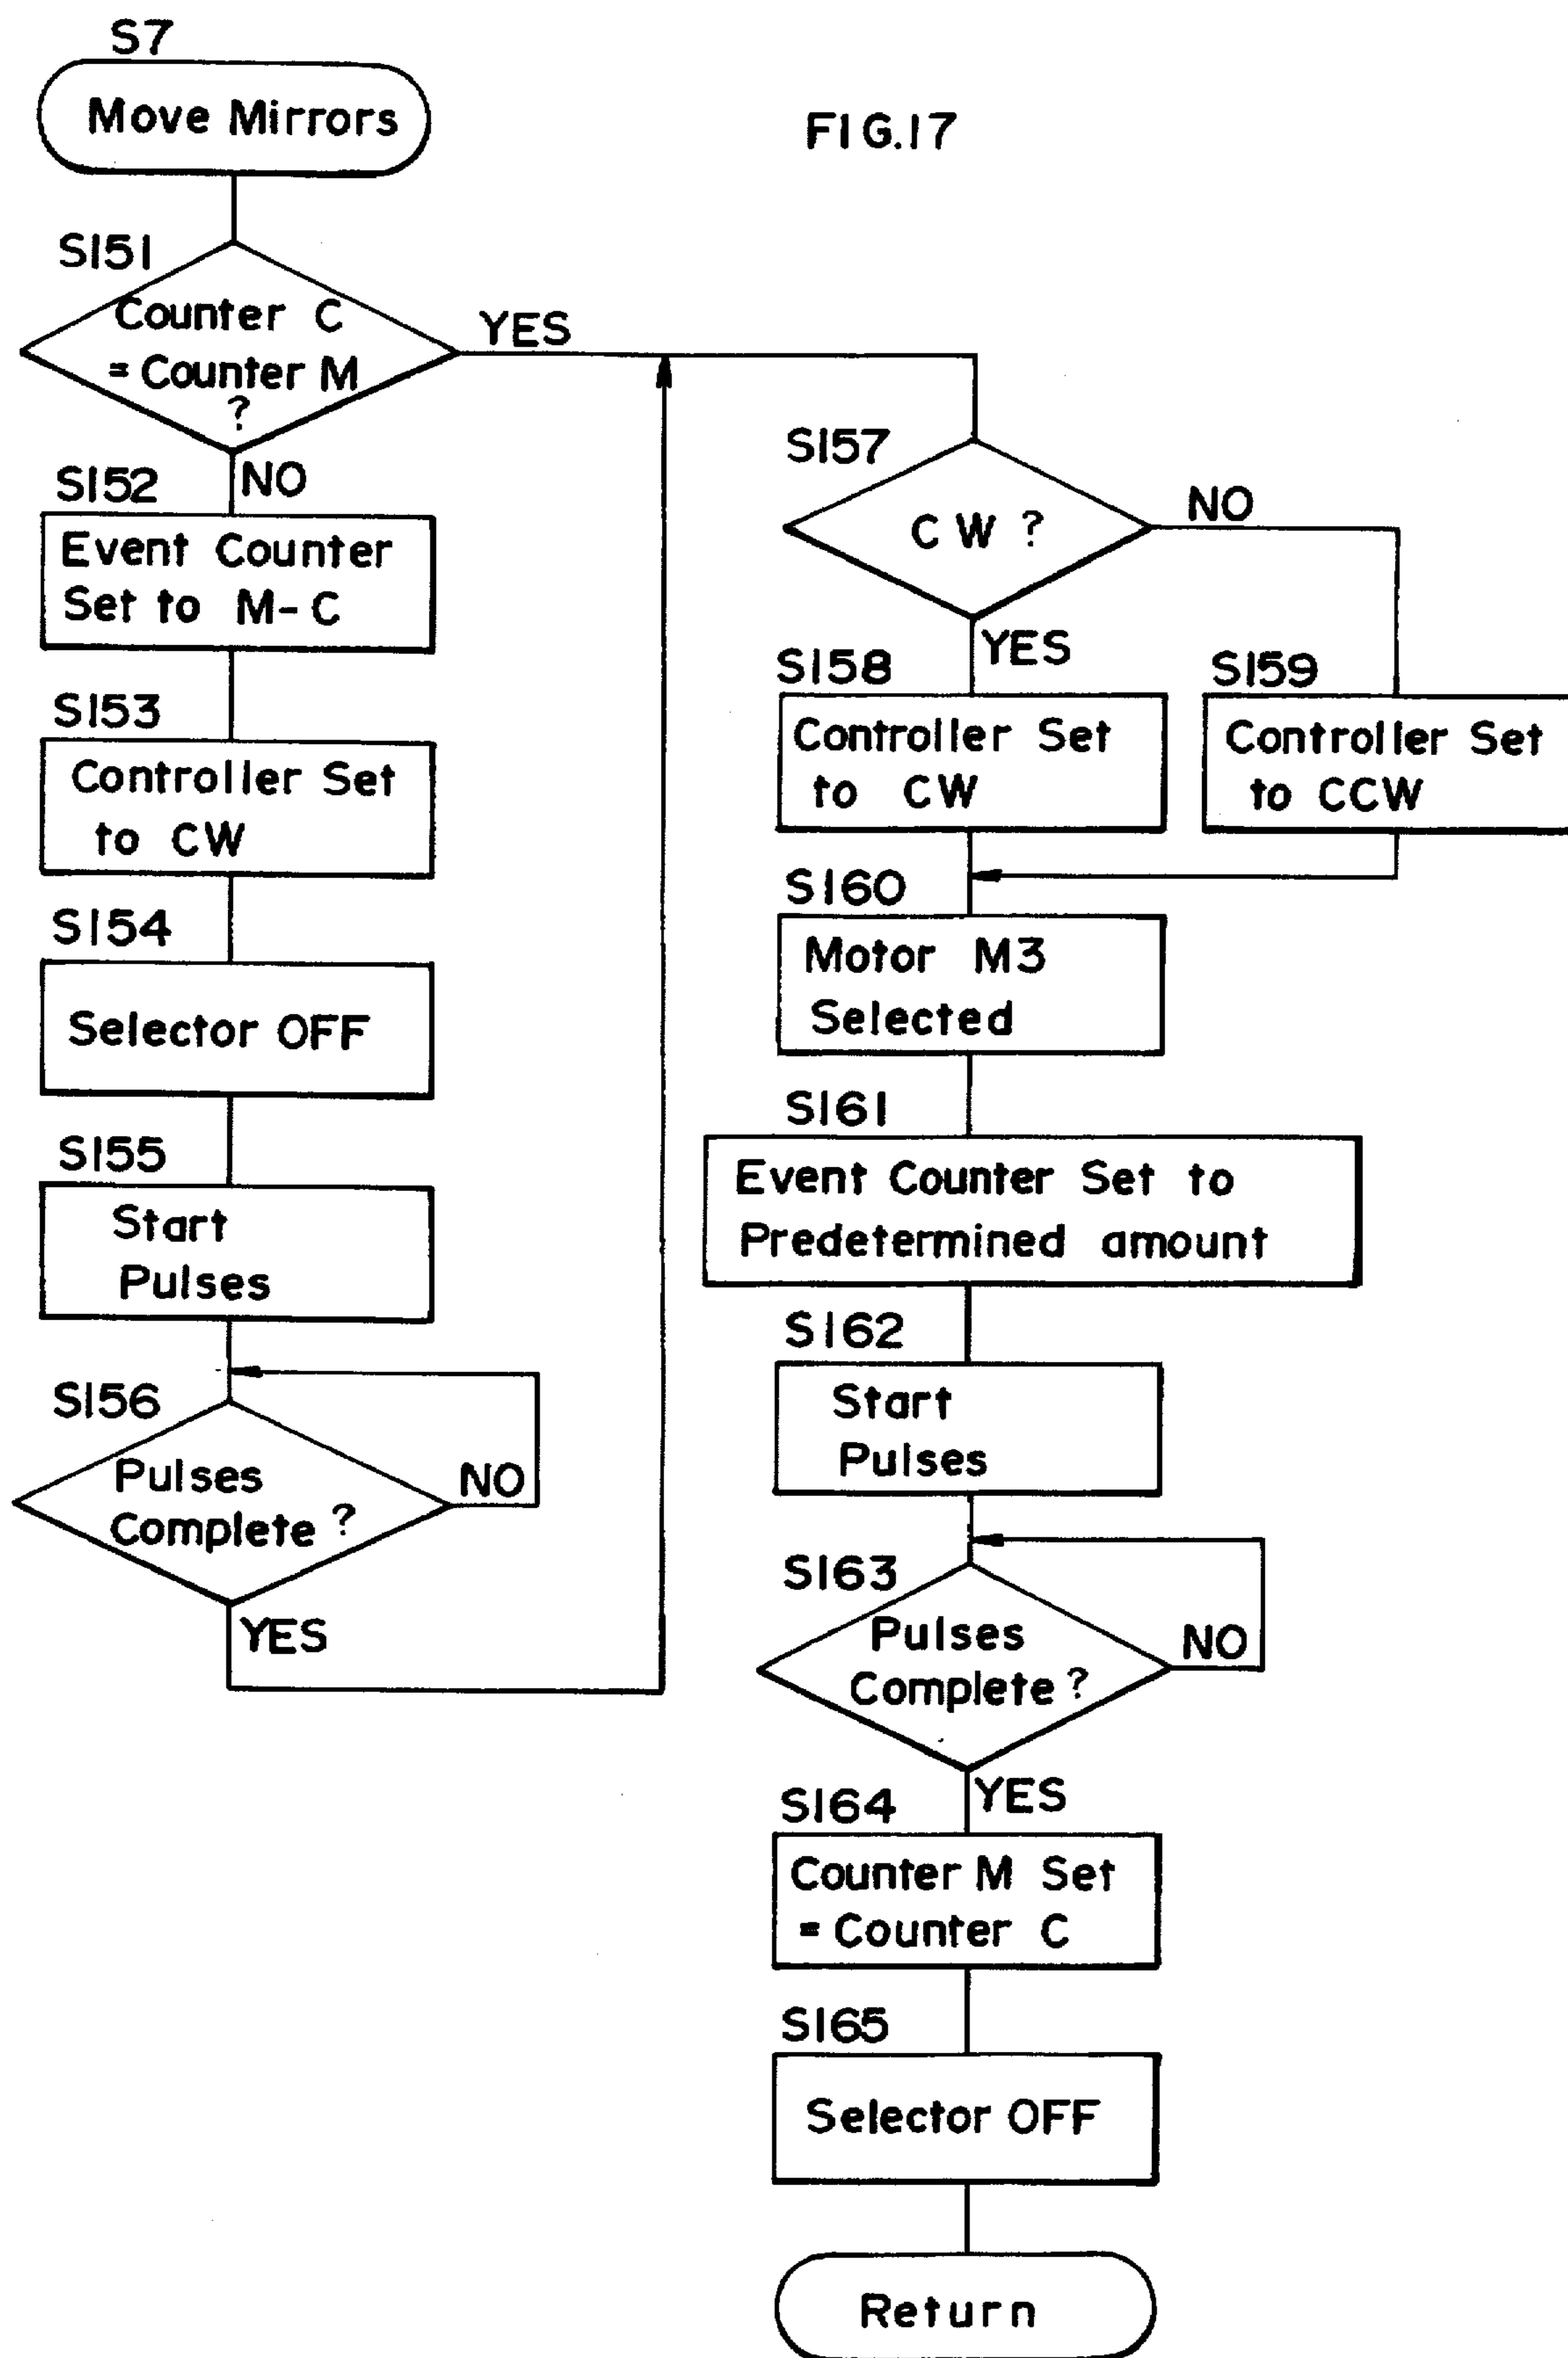 S7
Move Mirrors
FIG.17
S151
Counter C
= Counter M
?
YES
NO
S152
Event Counter
Set to M-C
S153
Controller Set
to CW
S154
Selector OFF
S155
Start
Pulses
S156
Pulses
Complete ?
NO
YES
S157
CW ?
NO
YES
S158
Controller Set
to CW
S159
Controller Set
to CCW
S160
Motor M3
Selected
S161
Event Counter Set to
Predetermined amount
S162
Start
Pulses
S163
Pulses
Complete ?
NO
YES
S164
Counter M Set
= Counter C
S165
Selector OFF
Return